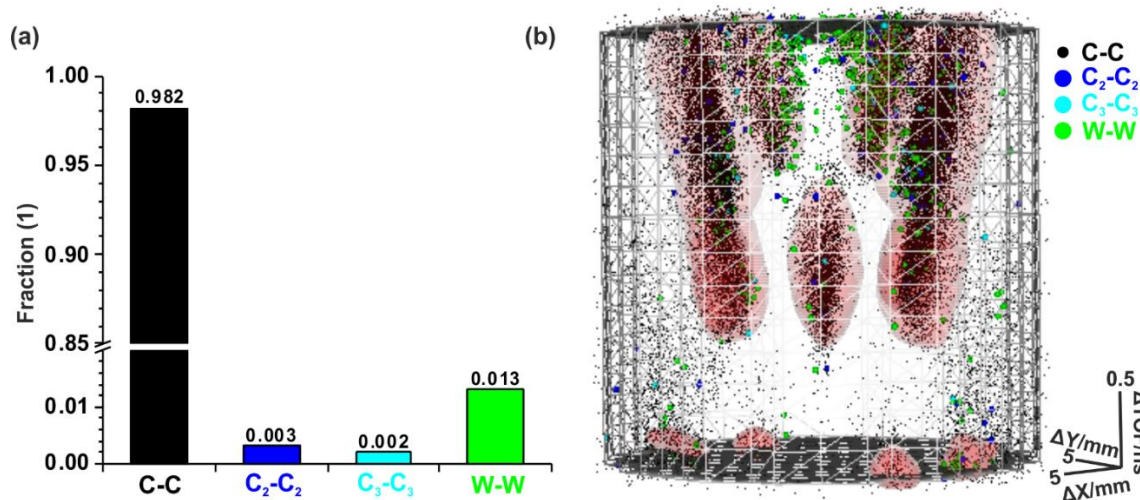 (a)
1.00
0.95
0.90
0.85
0.01
0.00
Fraction (1)
0.982
0.003
0.002
0.013
C-C
C₂-C₂
C₃-C₃
W-W
(b)
C-C
C₂-C₂
C₃-C₃
W-W
0.5
ΔY/mm
5
5
ΔX/mm